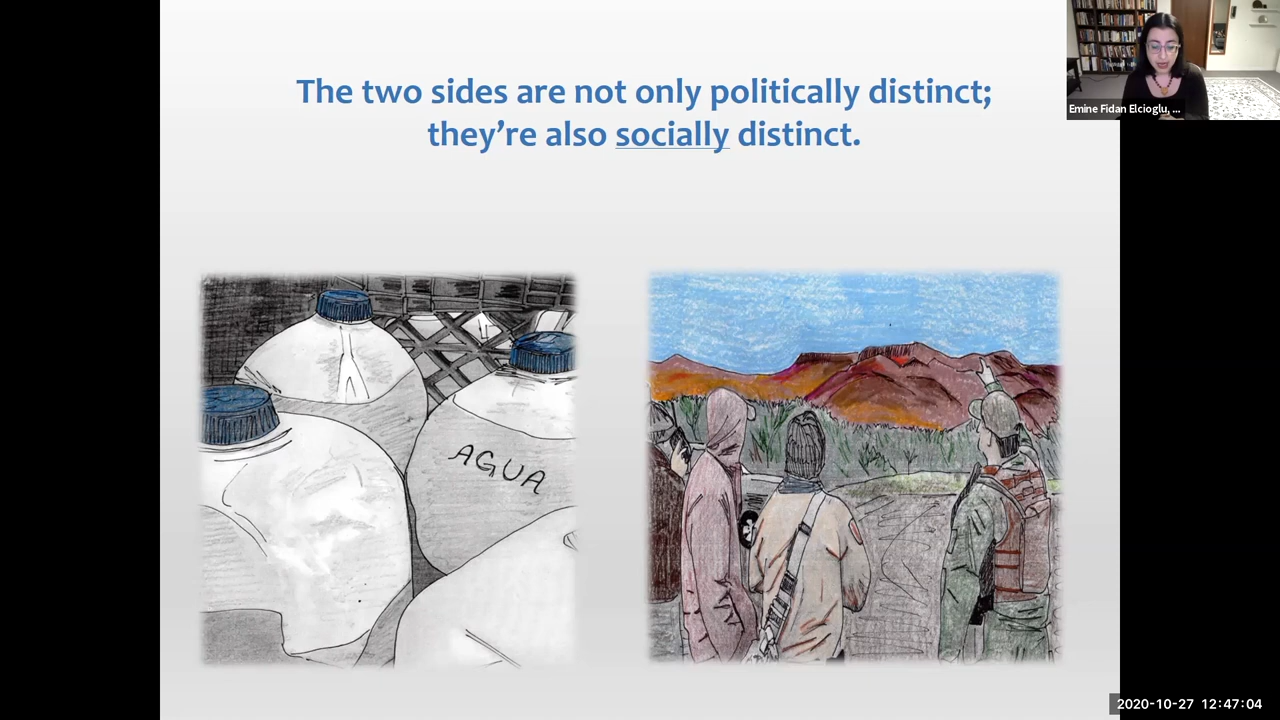 The two sides are not only politically distinct;
they’re also socially distinct.
Emine Fidan Elcioglu, ...
AGUA
2020-10-27 12:47:04